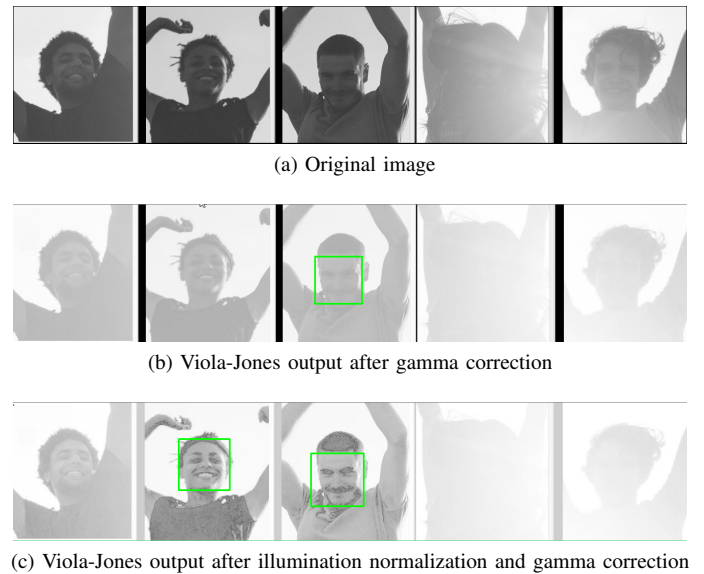 (a) Original image
(b) Viola-Jones output after gamma correction
(c) Viola-Jones output after illumination normalization and gamma correction